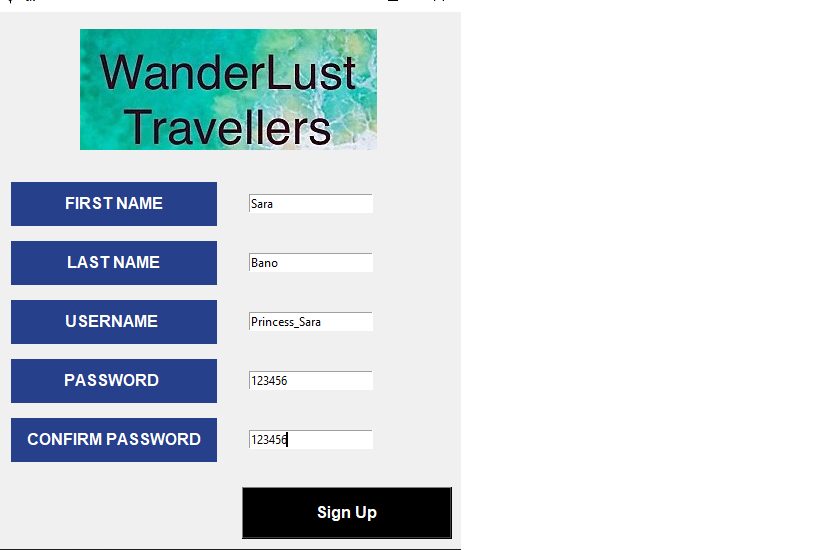 WanderLust
Travellers
FIRST NAME Sara
LAST NAME Bano
USERNAME Princess_Sara
PASSWORD 123456
CONFIRM PASSWORD 123456
Sign Up